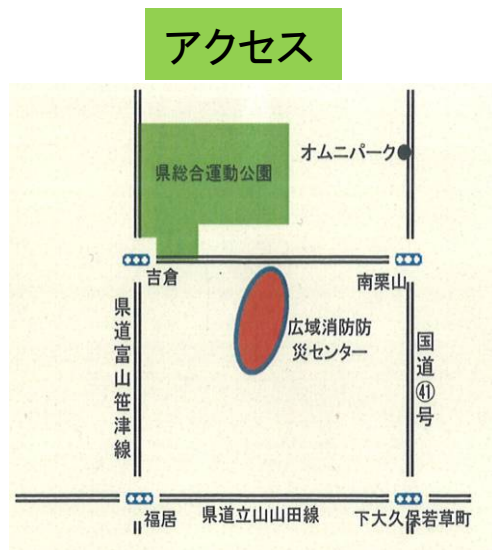 アクセス
オムニパーク
県総合運動公園
吉倉
南栗山
県道富山笹津線
広域消防防
災センター
国道㊶号
福居
県道立山山田線
下大久保若草町